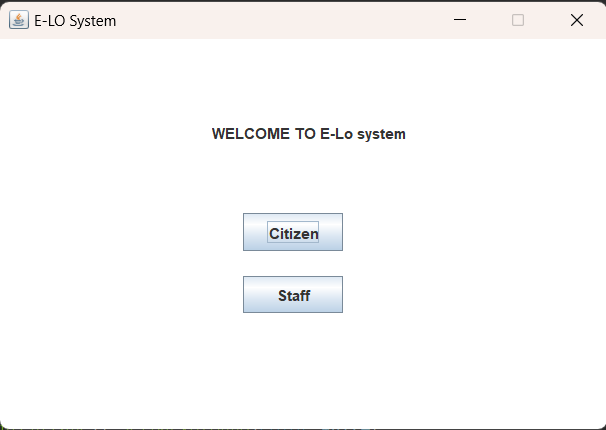 E-LO System
WELCOME TO E-Lo system
Citizen
Staff